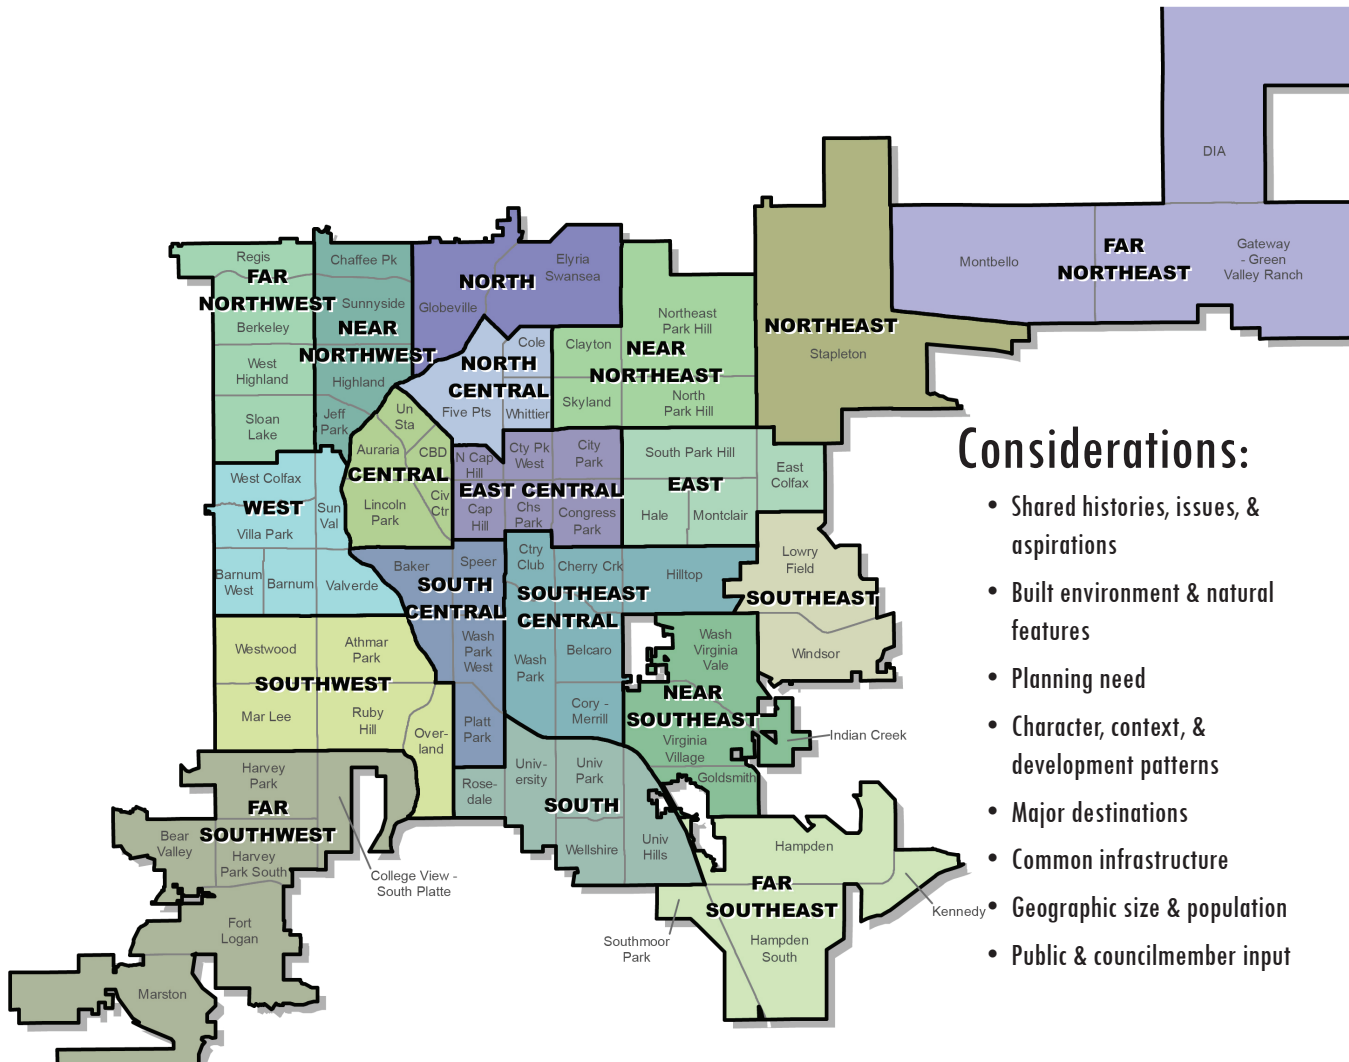 DIA
FAR
NORTHEAST
Montbello
Gateway
- Green
Valley Ranch
Regis
FAR
NORTHWEST
Berkeley
West
Highland
Sloan
Lake
Chaffee Pk
Sunnyside
NEAR
NORTHWEST
Highland
Jeff
Park
NORTH
Elyria
Swansea
Globeville
NORTH
CENTRAL
Cole
Five Pts
Whittier
Clayton
Skyland
NEAR
NORTHEAST
Northeast
Park Hill
North
Park Hill
NORTHEAST
Stapleton
Un
Sta
Auraria
CBD
CENTRAL
Lincoln
Park
Civ
Ctr
N Cap
Hill
Cty Pk
West
City
Park
EAST CENTRAL
Cap
Hill
Chs
Park
Congress
Park
South Park Hill
EAST
Hale
Montclair
East
Colfax
West Colfax
WEST
Villa Park
Sun
Val
Barnum
West
Barnum
Valverde
Baker
Speer
SOUTH
CENTRAL
Wash
Park
West
Platt
Park
Ctry
Club
Cherry Crk
Hilltop
SOUTHEAST
CENTRAL
Wash
Park
Belcaro
Cory -
Merrill
Lowry
Field
SOUTHEAST
Windsor
Westwood
Athmar
Park
SOUTHWEST
Mar Lee
Ruby
Hill
Over-
land
Wash
Virginia
Vale
NEAR
SOUTHEAST
Virginia
Village
Goldsmith
Indian Creek
Rose-
dale
Univ-
ersity
Univ
Park
SOUTH
Wellshire
Univ
Hills
Harvey
Park
FAR
SOUTHWEST
Bear
Valley
Harvey
Park South
College View -
South Platte
Fort
Logan
Marston
Hampden
FAR
SOUTHEAST
Kennedy
Southmoor
Park
Hampden
South
Considerations:
• Shared histories, issues, &
aspirations
• Built environment & natural
features
• Planning need
• Character, context, &
development patterns
• Major destinations
• Common infrastructure
• Geographic size & population
• Public & councilmember input